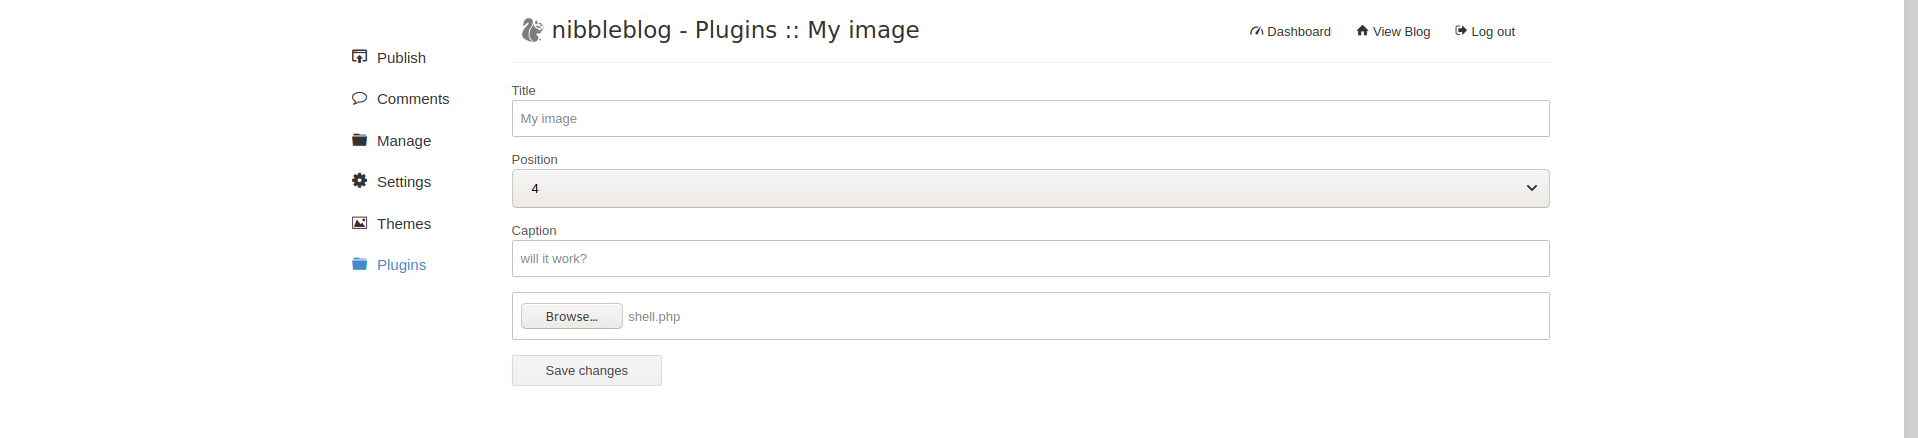 nibbleblog - Plugins :: My image
Dashboard View Blog Log out
Publish
Comments
Manage
Settings
Themes
Plugins
Title
My image
Position
4
Caption
will it work?
Browse... shell.php
Save changes